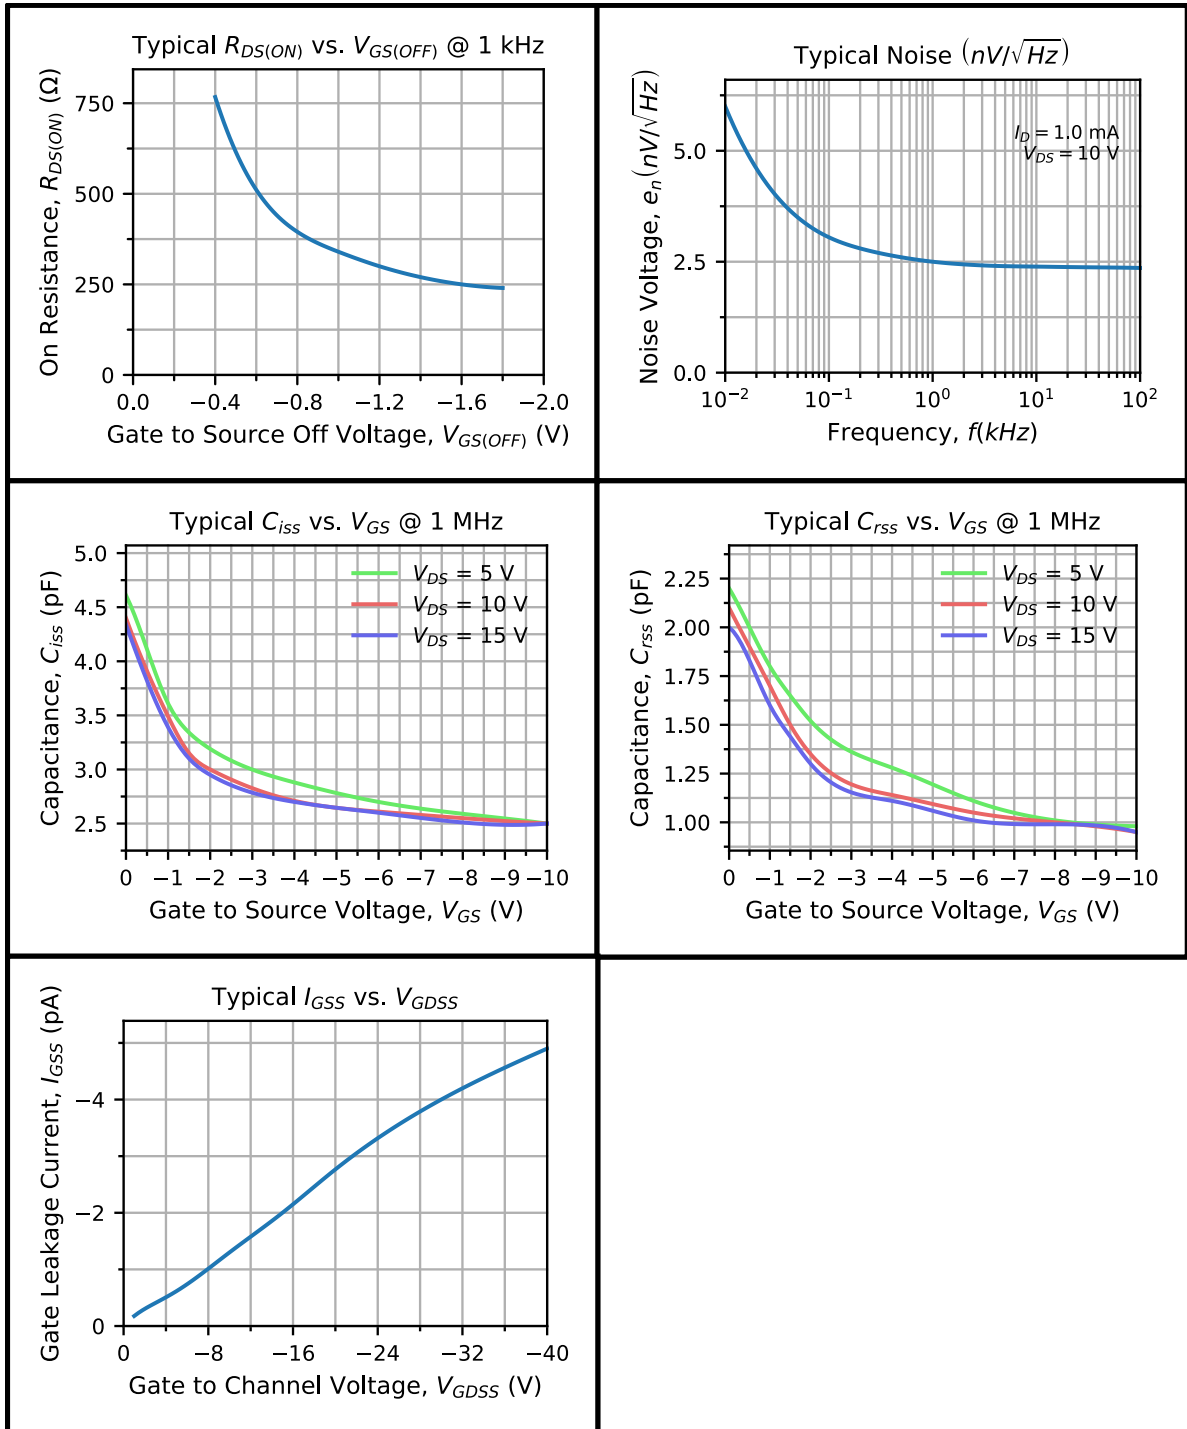 Typical R_DS(ON) vs. V_GS(OFF) @ 1 kHz
On Resistance, R_DS(ON) (Ω)
750
500
250
0
0.0 −0.4 −0.8 −1.2 −1.6 −2.0
Gate to Source Off Voltage, V_GS(OFF) (V)
Typical Noise (nV/√Hz)
Noise Voltage, e_n (nV/√Hz)
I_D = 1.0 mA
V_DS = 10 V
5.0
2.5
0.0
10⁻² 10⁻¹ 10⁰ 10¹ 10²
Frequency, f(kHz)
Typical C_iss vs. V_GS @ 1 MHz
Capacitance, C_iss (pF)
V_DS = 5 V
V_DS = 10 V
V_DS = 15 V
5.0
4.5
4.0
3.5
3.0
2.5
0 −1 −2 −3 −4 −5 −6 −7 −8 −9 −10
Gate to Source Voltage, V_GS (V)
Typical C_rss vs. V_GS @ 1 MHz
Capacitance, C_rss (pF)
V_DS = 5 V
V_DS = 10 V
V_DS = 15 V
2.25
2.00
1.75
1.50
1.25
1.00
0 −1 −2 −3 −4 −5 −6 −7 −8 −9 −10
Gate to Source Voltage, V_GS (V)
Typical I_GSS vs. V_GDSS
Gate Leakage Current, I_GSS (pA)
−4
−2
0
0 −8 −16 −24 −32 −40
Gate to Channel Voltage, V_GDSS (V)